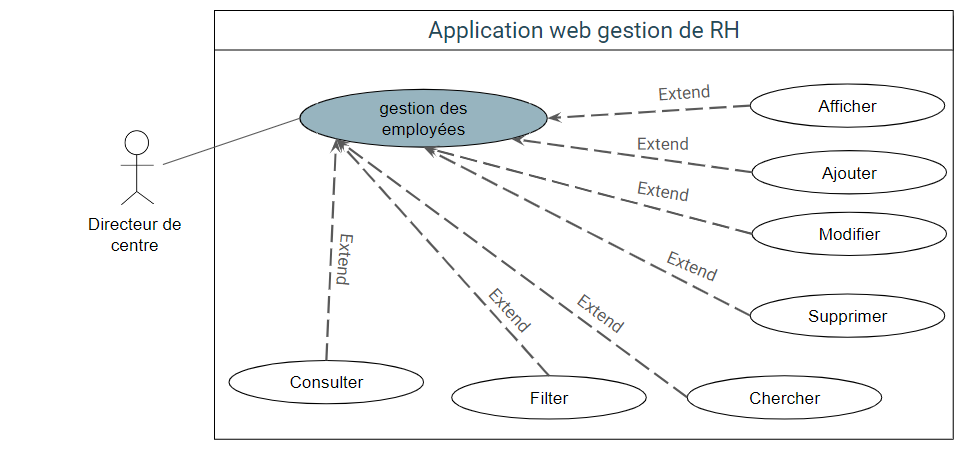 Application web gestion de RH
gestion des
employées
Extend
Afficher
Extend
Ajouter
Extend
Modifier
Extend
Supprimer
Directeur de
centre
Extend
Extend
Extend
Consulter
Filter
Chercher